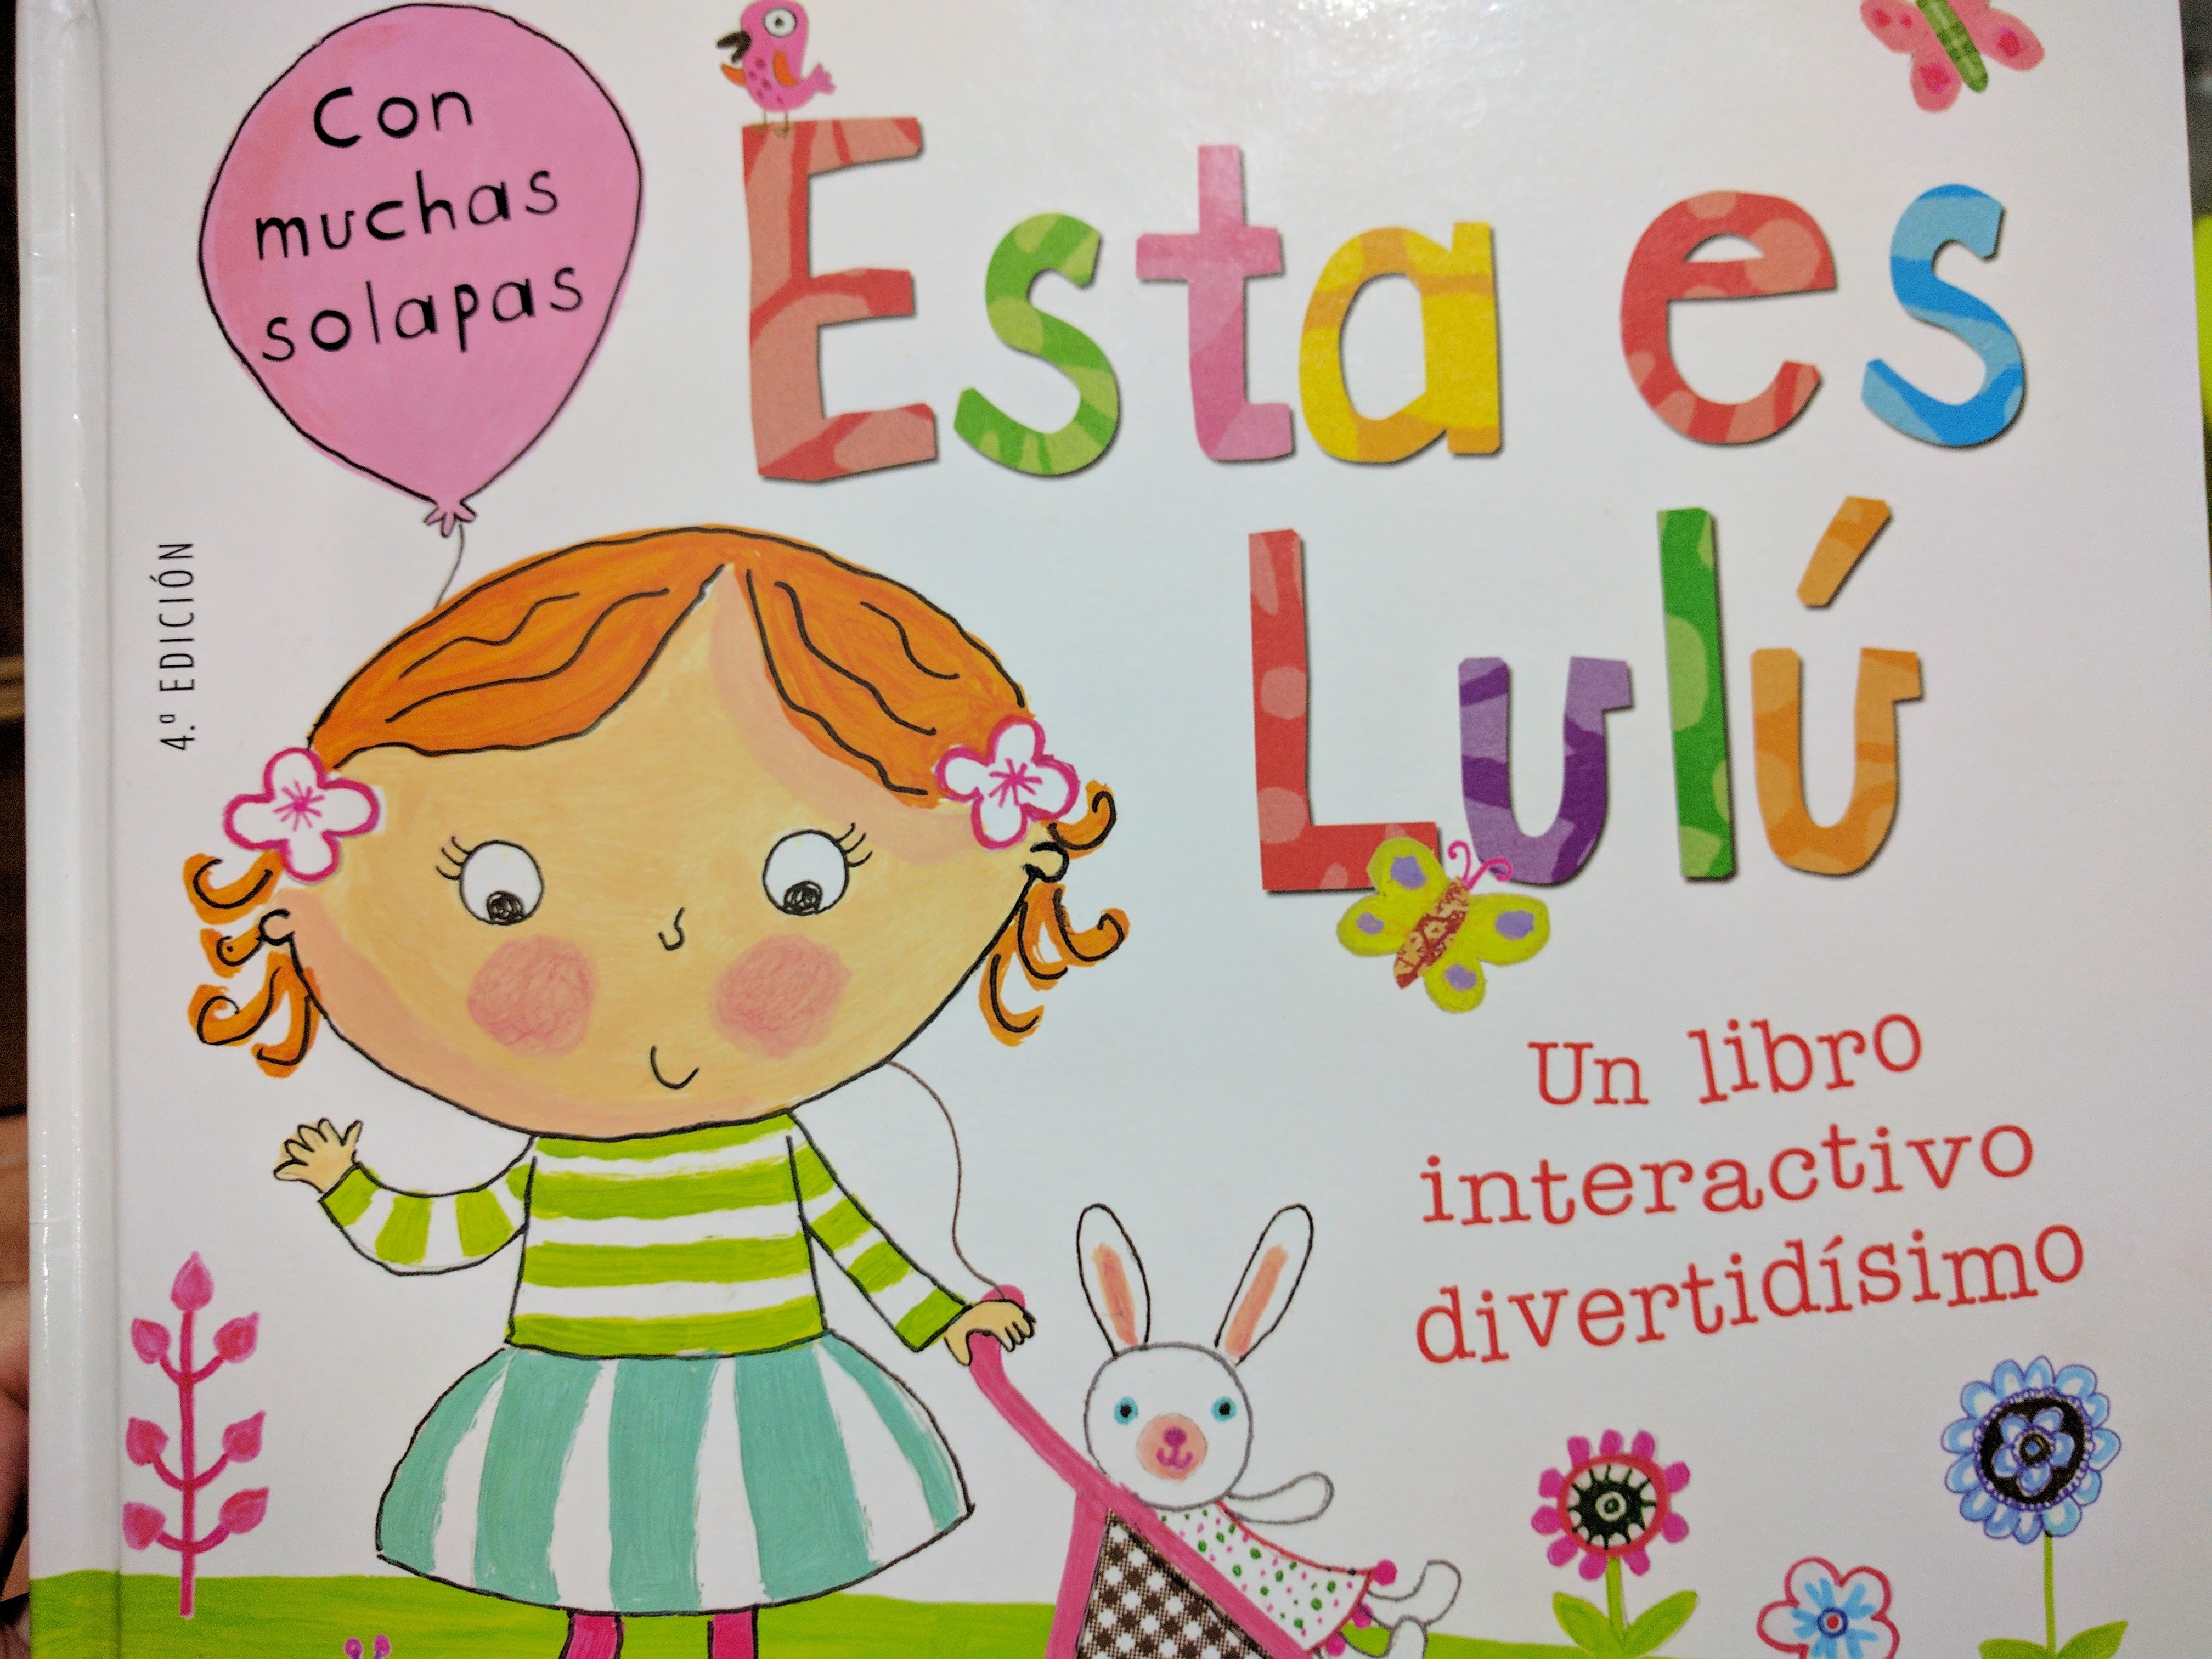 Con
muchas
solapas
Esta es
Lulú
4.ª EDICIÓN
Un libro
interactivo
divertidísimo